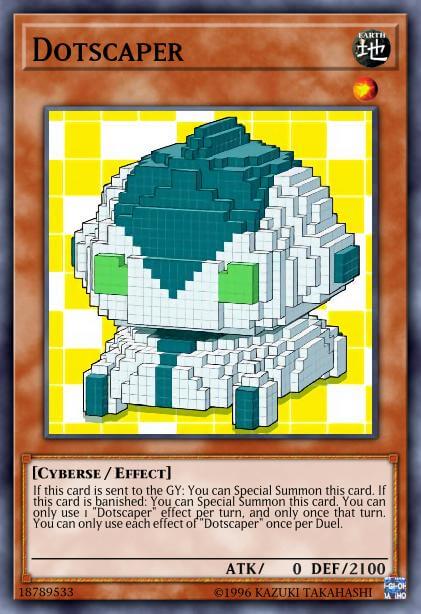 DOTSCAPER
EARTH
地
[CYBERSE / EFFECT]
If this card is sent to the GY: You can Special Summon this card. If
this card is banished: You can Special Summon this card. You can
only use 1 "Dotscaper" effect per turn, and only once that turn.
You can only use each effect of "Dotscaper" once per Duel.
ATK/ 0 DEF/2100
18789533
©1996 KAZUKI TAKAHASHI